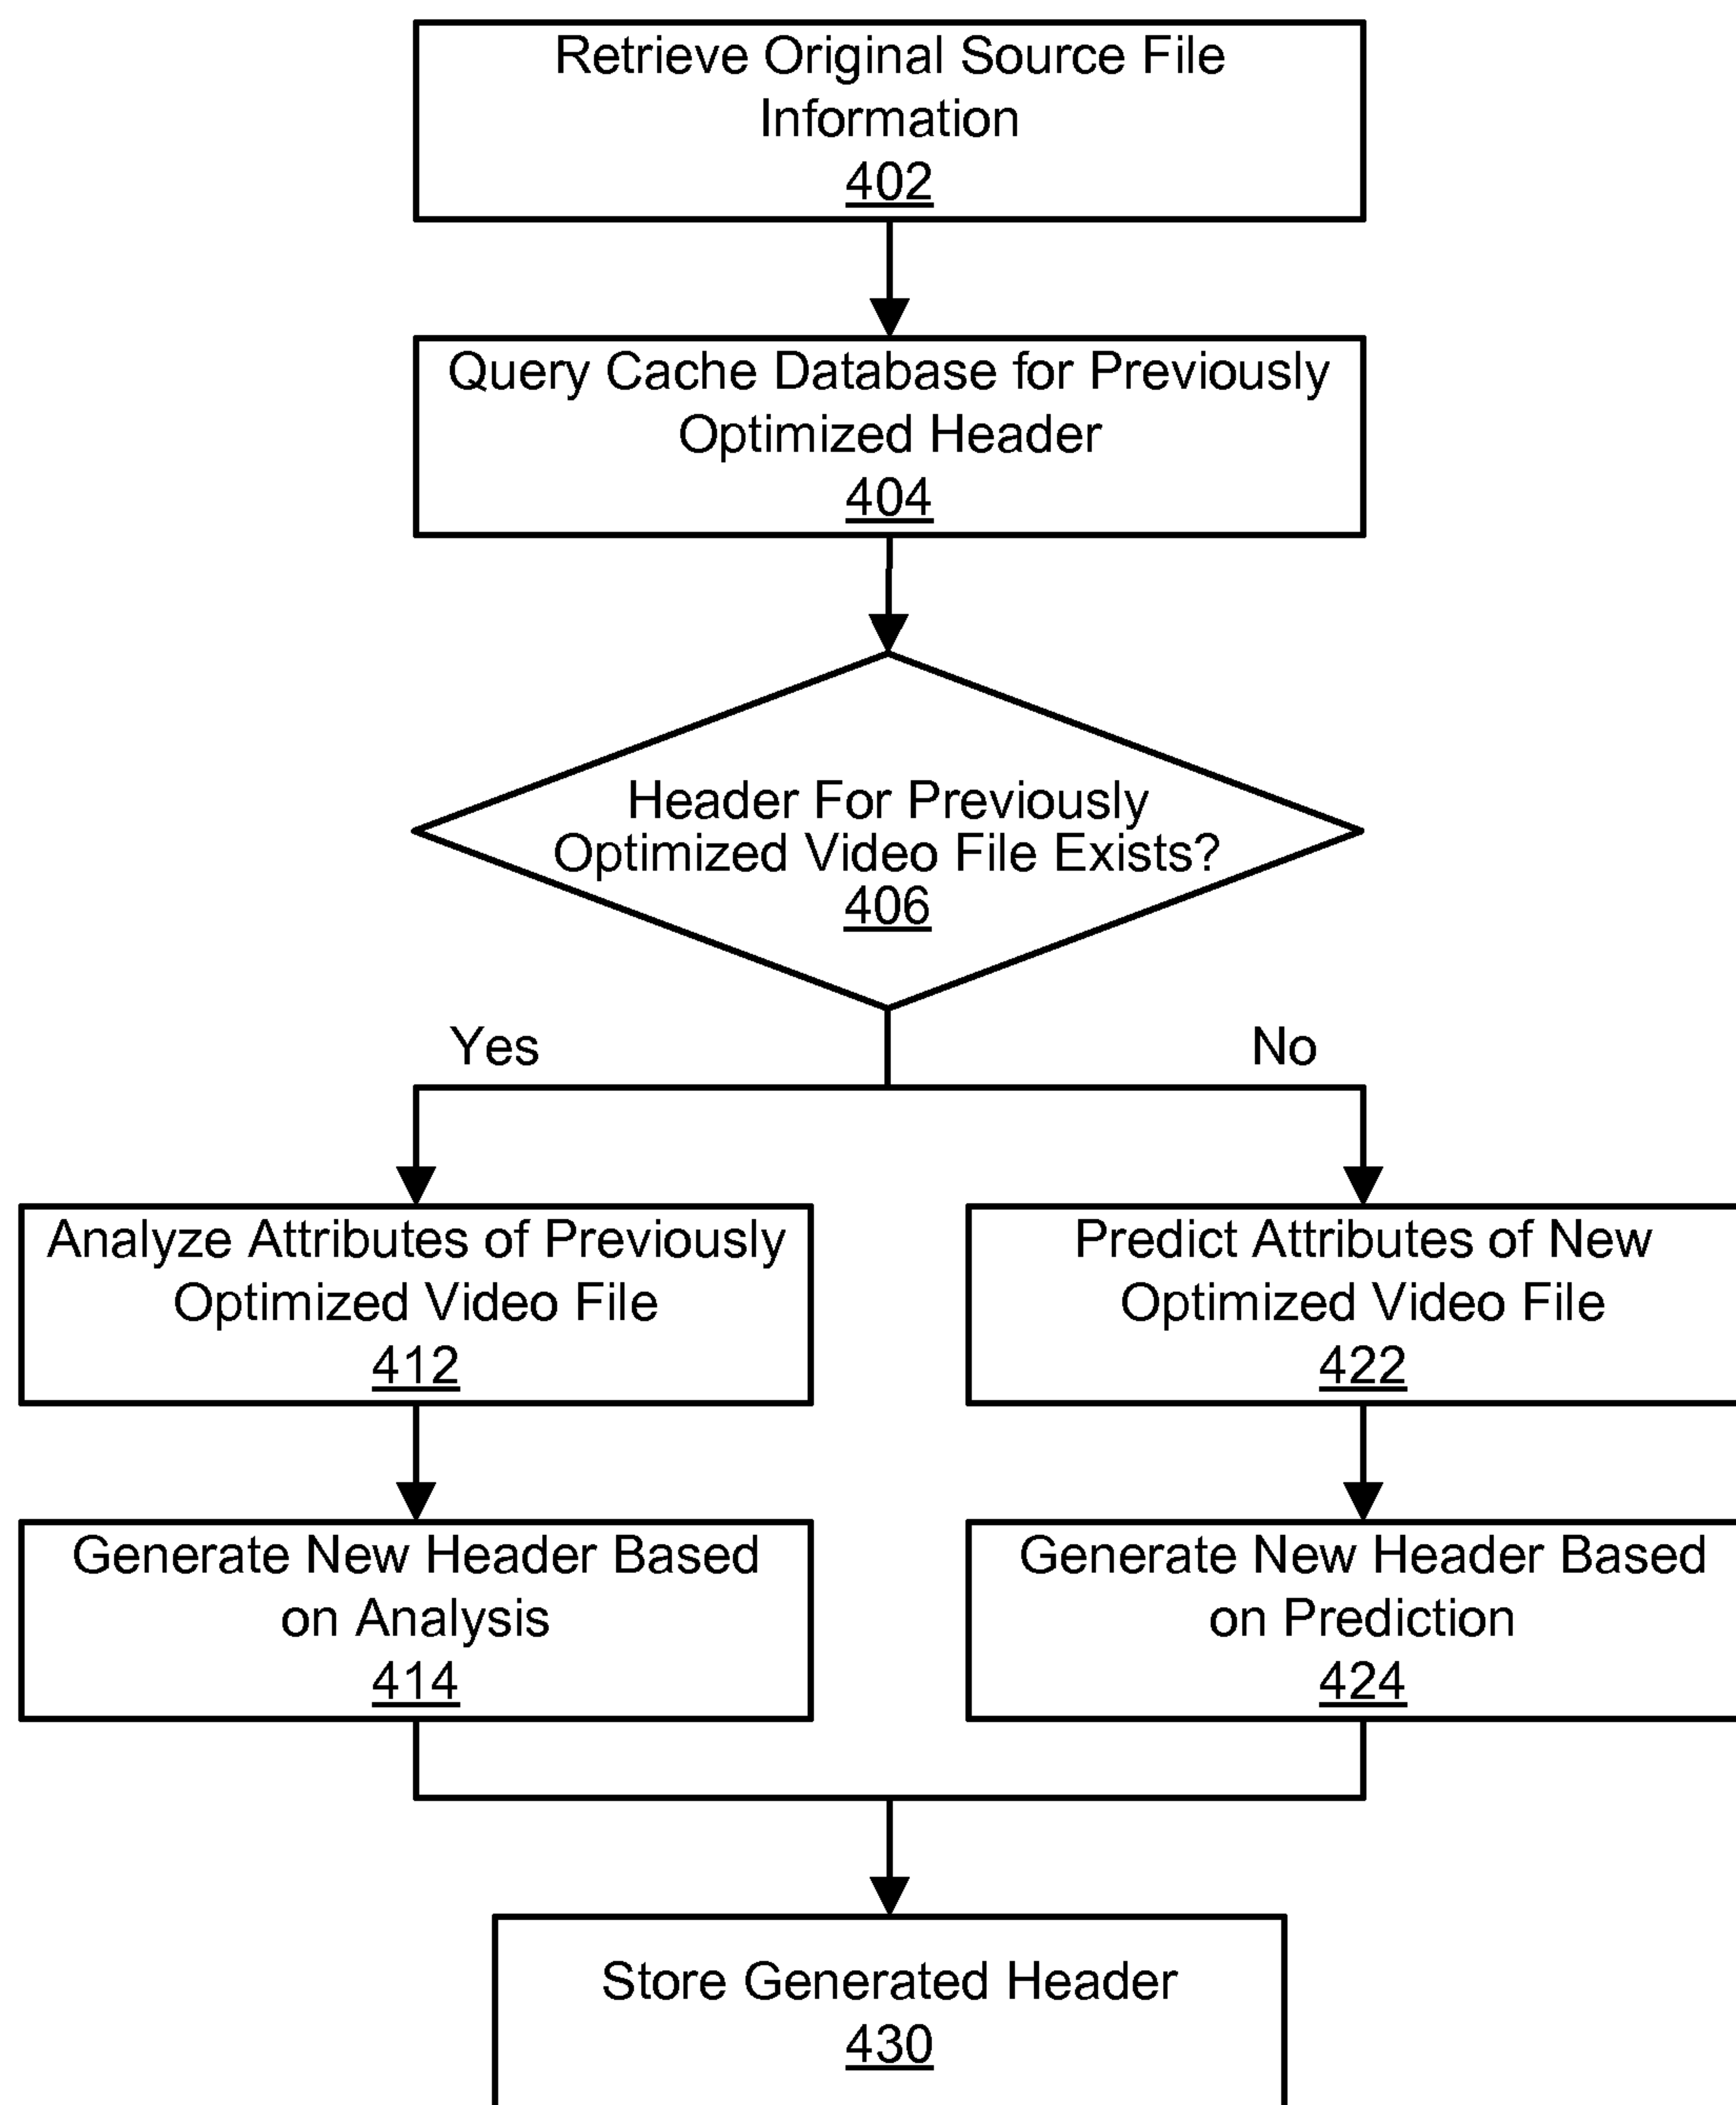 Retrieve Original Source File
Information
402
Query Cache Database for Previously
Optimized Header
404
Header For Previously
Optimized Video File Exists?
406
Yes
No
Analyze Attributes of Previously
Optimized Video File
412
Predict Attributes of New
Optimized Video File
422
Generate New Header Based
on Analysis
414
Generate New Header Based
on Prediction
424
Store Generated Header
430